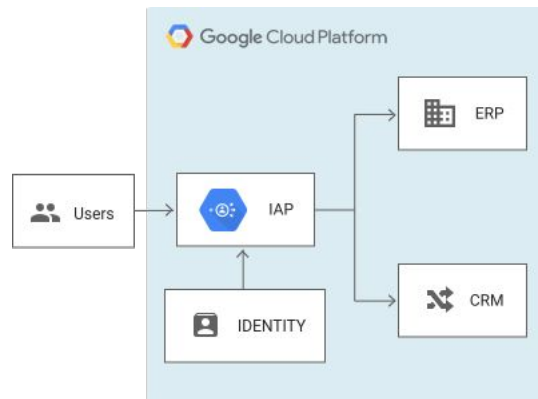 Google Cloud Platform
ERP
Users
IAP
IDENTITY
CRM